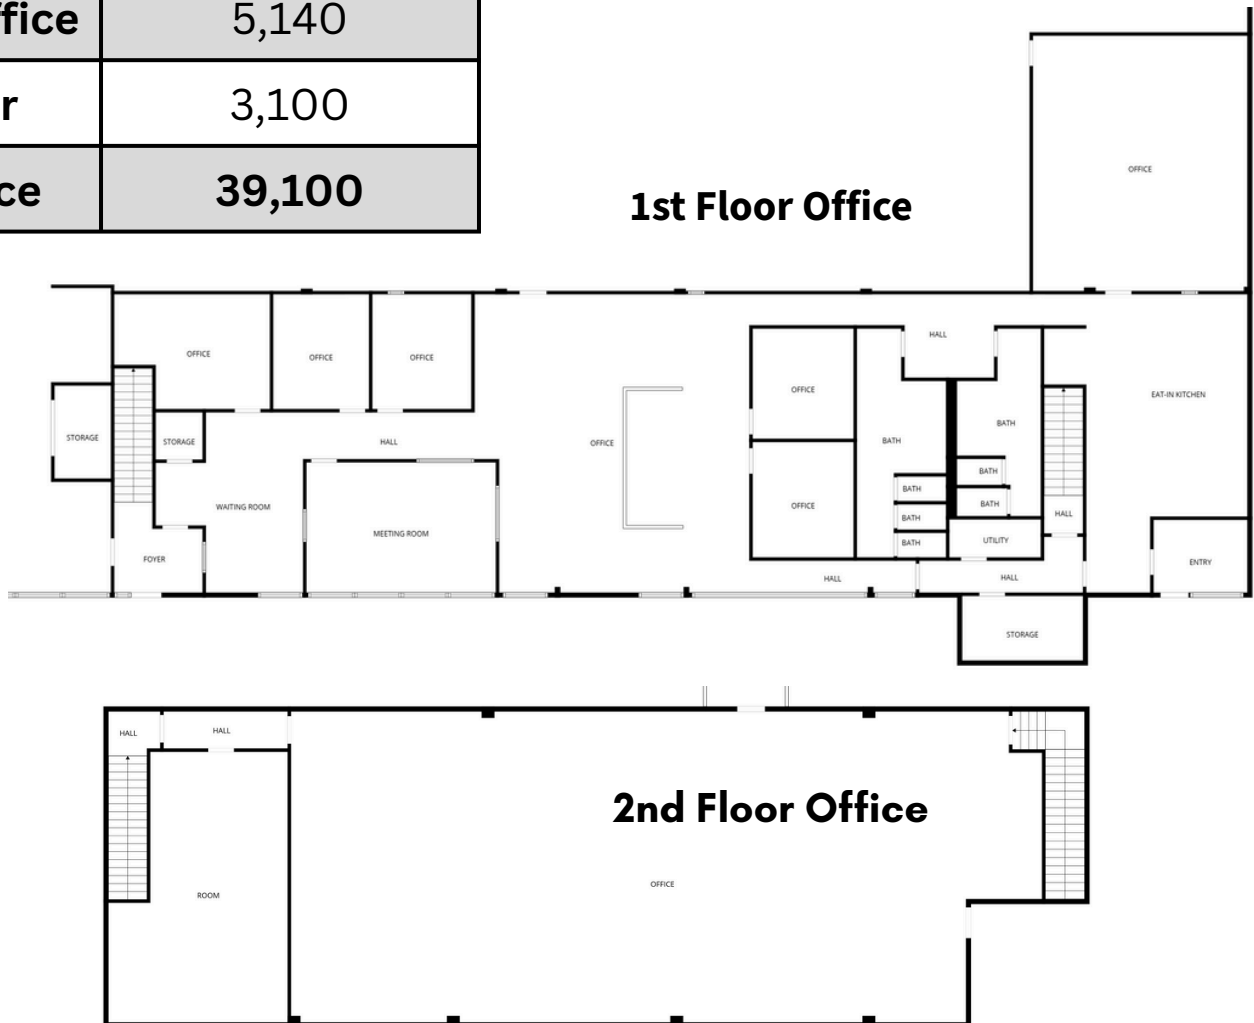 ffice 5,140
r 3,100
ce 39,100
1st Floor Office
OFFICE
HALL
OFFICE
OFFICE
OFFICE
OFFICE
EAT-IN KITCHEN
BATH
STORAGE
STORAGE
HALL
OFFICE
BATH
BATH
BATH
BATH
WAITING ROOM
OFFICE
HALL
BATH
MEETING ROOM
UTILITY
BATH
FOYER
ENTRY
HALL
HALL
STORAGE
HALL
HALL
2nd Floor Office
OFFICE
ROOM